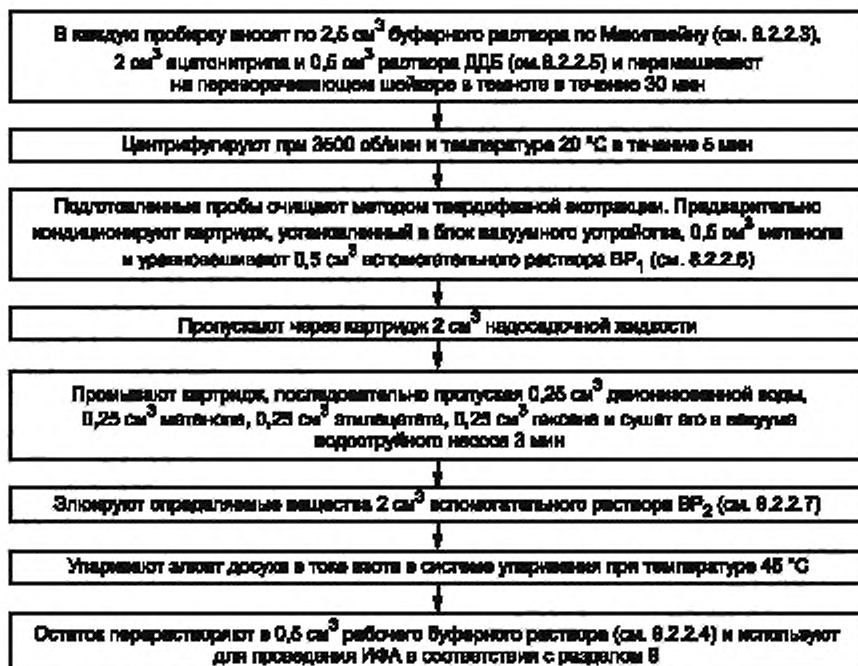 В каждую пробирку вносят по 2,5 см³ буферного раствора по Макилвейну (см. 8.2.2.3),
2 см³ ацетонитрила и 0,5 см³ раствора ДДБ (см.8.2.2.5) и перемешивают
на переворачивающем шейкере в темноте в течение 30 мин
Центрифугируют при 3500 об/мин и температуре 20 °С в течение 5 мин
Подготовленные пробы очищают методом твердофазной экстракции. Предварительно
кондиционируют картридж, установленный в блок вакуумного устройства, 0,5 см³ метанола
и уравновешивают 0,5 см³ вспомогательного раствора ВР₁ (см. 8.2.2.6)
Пропускают через картридж 2 см³ надосадочной жидкости
Промывают картридж, последовательно пропуская 0,25 см³ деионизованной воды,
0,25 см³ метанола, 0,25 см³ этилацетата, 0,25 см³ гексана и сушат его в вакууме
водоструйного насоса 3 мин
Элюируют определяемые вещества 2 см³ вспомогательного раствора ВР₂ (см. 8.2.2.7)
Упаривают элюат досуха в токе азота в системе упаривания при температуре 45 °С
Остаток перерастворяют в 0,5 см³ рабочего буферного раствора (см. 8.2.2.4) и используют
для проведения ИФА в соответствии с разделом 9